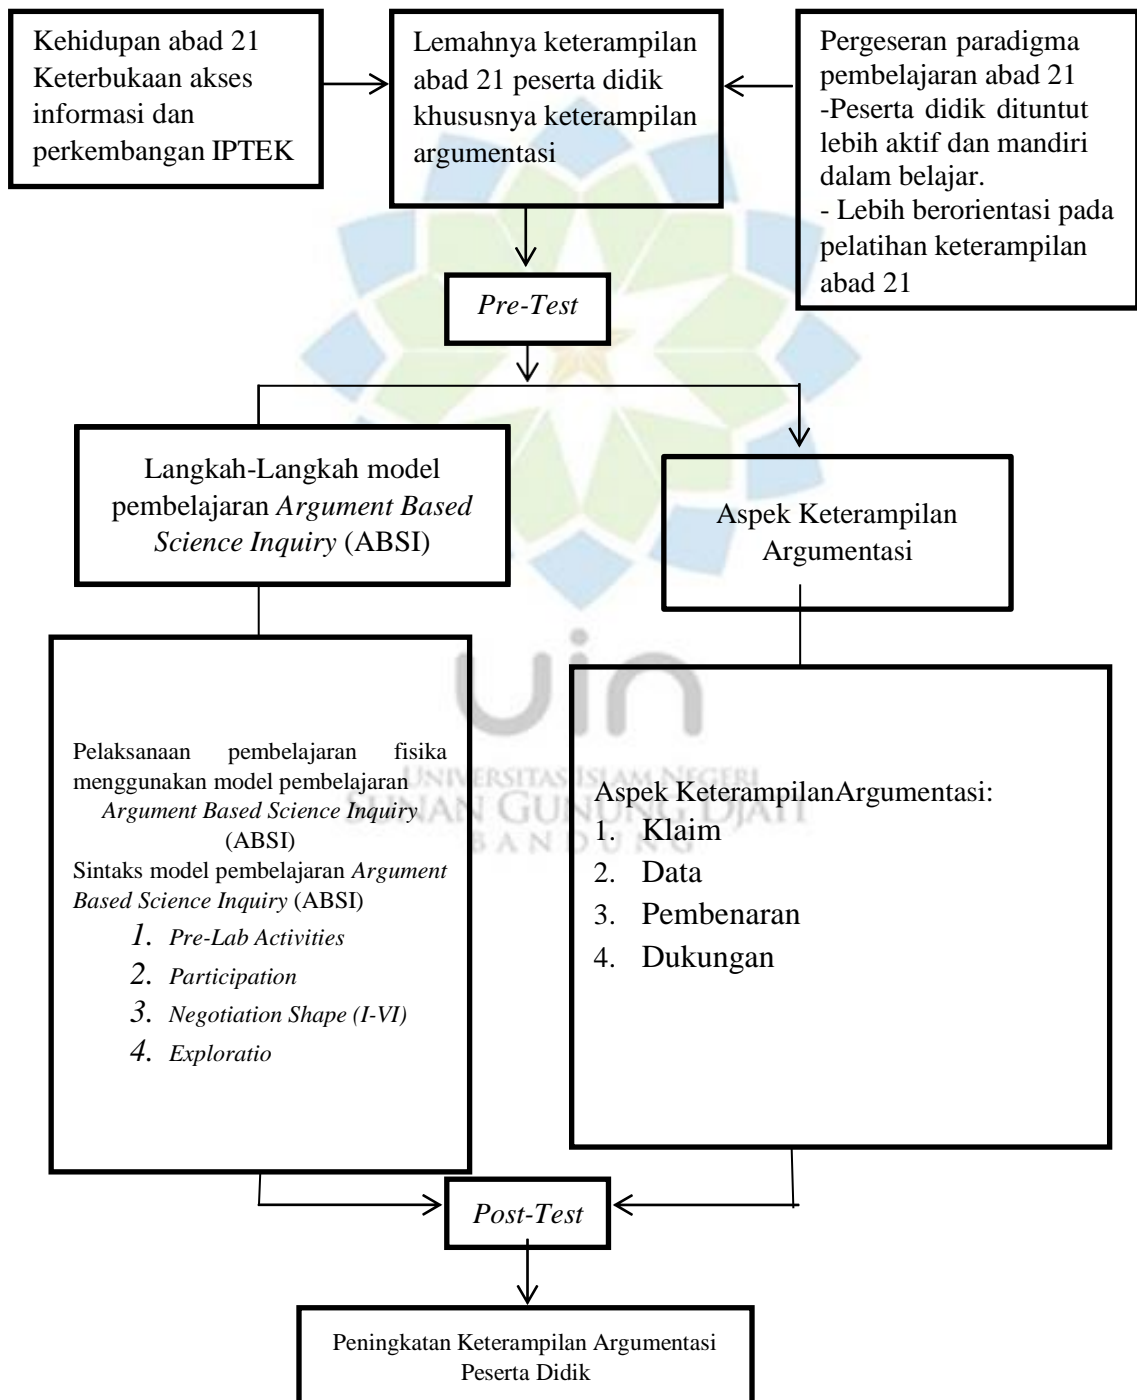 Kehidupan abad 21
Keterbukaan akses
informasi dan
perkembangan IPTEK
Lemahnya keterampilan
abad 21 peserta didik
khususnya keterampilan
argumentasi
Pergeseran paradigma
pembelajaran abad 21
-Peserta didik dituntut
lebih aktif dan mandiri
dalam belajar.
- Lebih berorientasi pada
pelatihan keterampilan
abad 21
Pre-Test
Langkah-Langkah model
pembelajaran Argument Based
Science Inquiry (ABSI)
Aspek Keterampilan
Argumentasi
Pelaksanaan pembelajaran fisika
menggunakan model pembelajaran
Argument Based Science Inquiry
(ABSI)
Sintaks model pembelajaran Argument
Based Science Inquiry (ABSI)
1. Pre-Lab Activities
2. Participation
3. Negotiation Shape (I-VI)
4. Exploratio
uin
UNIVERSITAS ISLAM NEGERI
SUNAN GUNUNG DJATI
BANDUNG
Aspek KeterampilanArgumentasi:
1. Klaim
2. Data
3. Pembenaran
4. Dukungan
Post-Test
Peningkatan Keterampilan Argumentasi
Peserta Didik